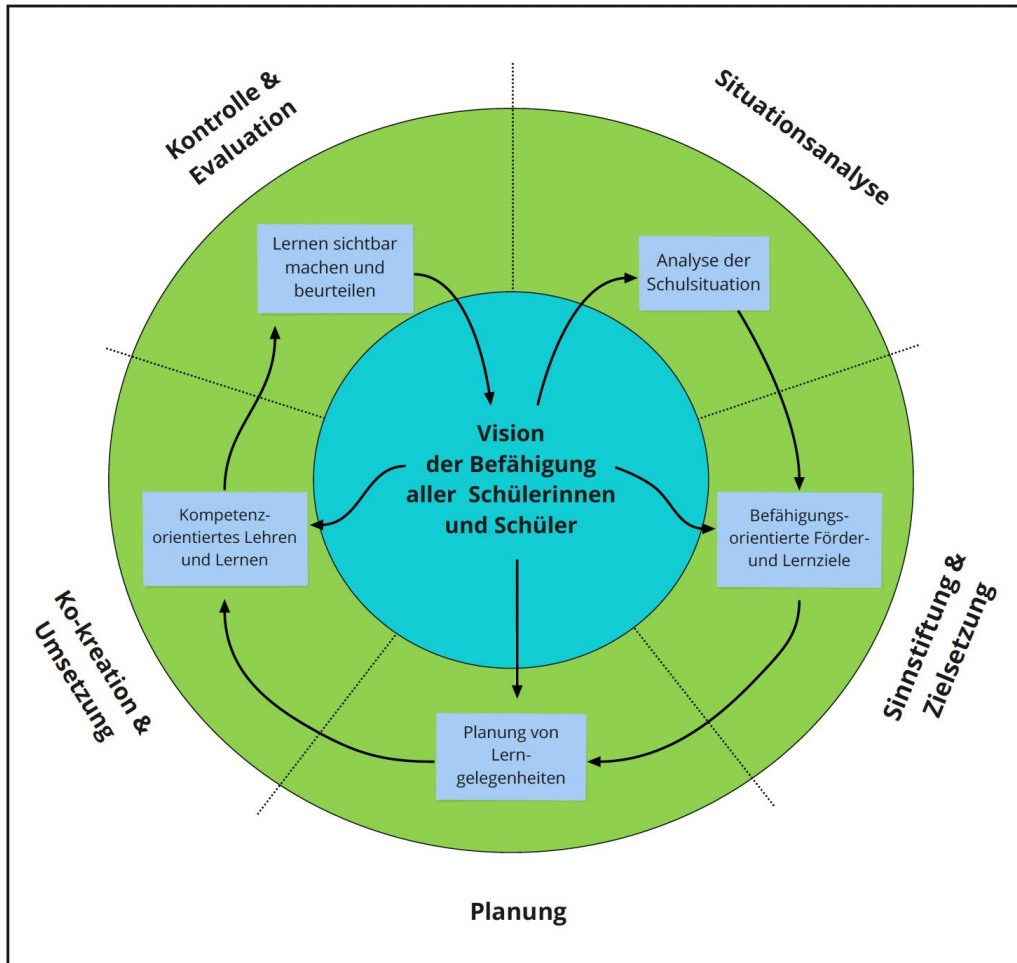 Kontrolle &
Evaluation
Situationsanalyse
Lernen sichtbar
machen und
beurteilen
Analyse der
Schulsituation
Vision
der Befähigung
aller Schülerinnen
und Schüler
Kompetenz-
orientiertes Lehren
und Lernen
Befähigungs-
orientierte Förder-
und Lernziele
Ko-kreation &
Umsetzung
Sinnstiftung &
Zielsetzung
Planung von
Lern-
gelegenheiten
Planung